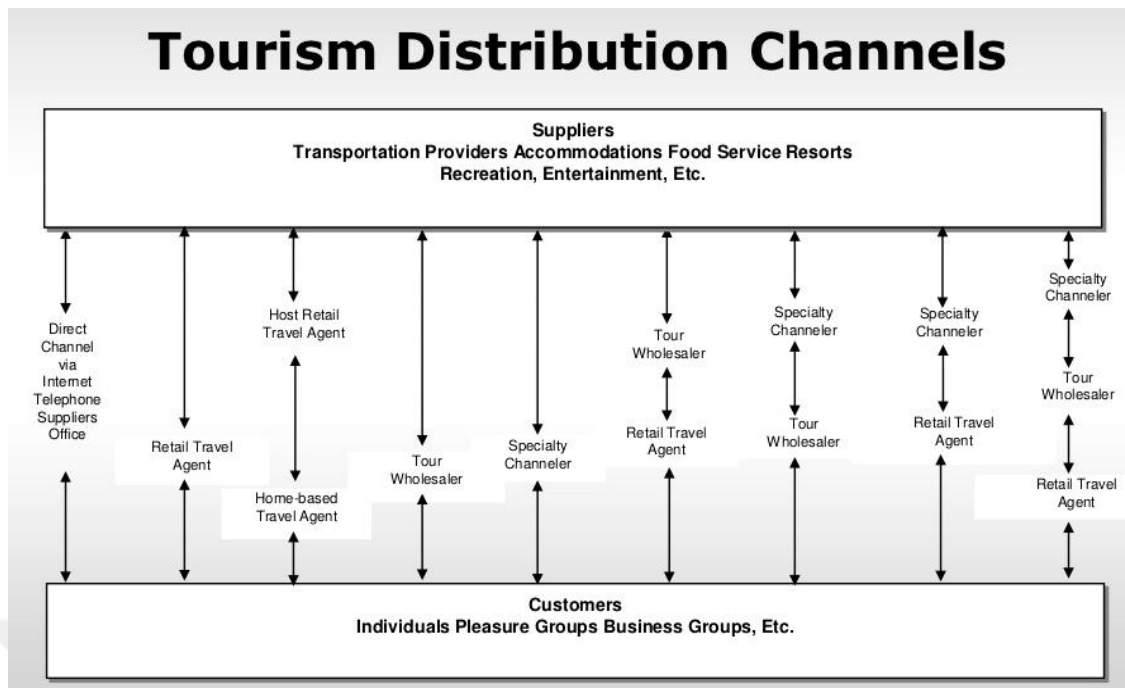 Tourism Distribution Channels
Suppliers
Transportation Providers Accommodations Food Service Resorts
Recreation, Entertainment, Etc.
Direct
Channel
via
Internet
Telephone
Suppliers
Office
Retail Travel
Agent
Host Retail
Travel Agent
Home-based
Travel Agent
Tour
Wholesaler
Specialty
Channeler
Tour
Wholesaler
Retail Travel
Agent
Specialty
Channeler
Tour
Wholesaler
Specialty
Channeler
Retail Travel
Agent
Specialty
Channeler
Tour
Wholesaler
Retail Travel
Agent
Customers
Individuals Pleasure Groups Business Groups, Etc.